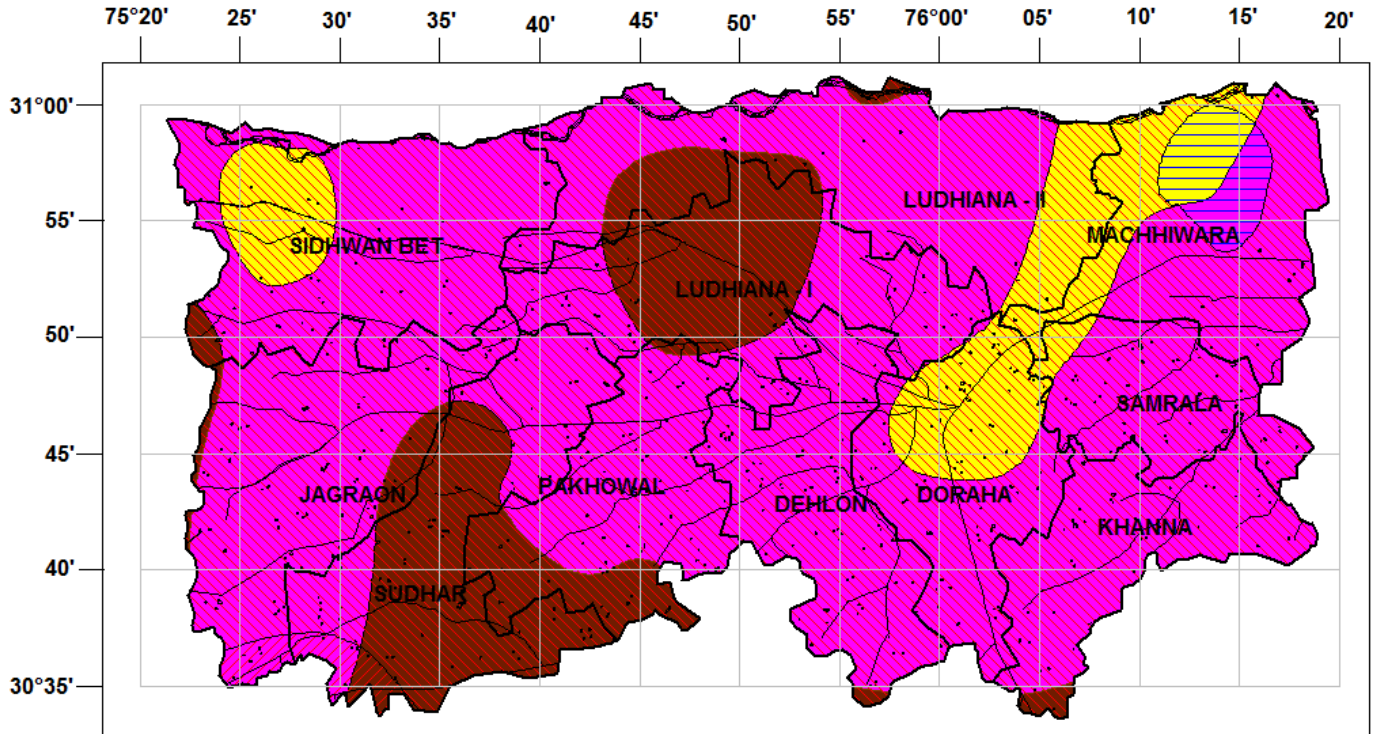 75°20' 25' 30' 35' 40' 45' 50' 55' 76°00' 05' 10' 15' 20'
31°00'
LUDHIANA - II
55'
MACHHIWARA
SIDHWAN BET
LUDHIANA - I
50'
SAMRALA
45'
PAKHOWAL
JAGRAON
DORAHA
DEHLON
KHANNA
40'
SUDHAR
30°35'